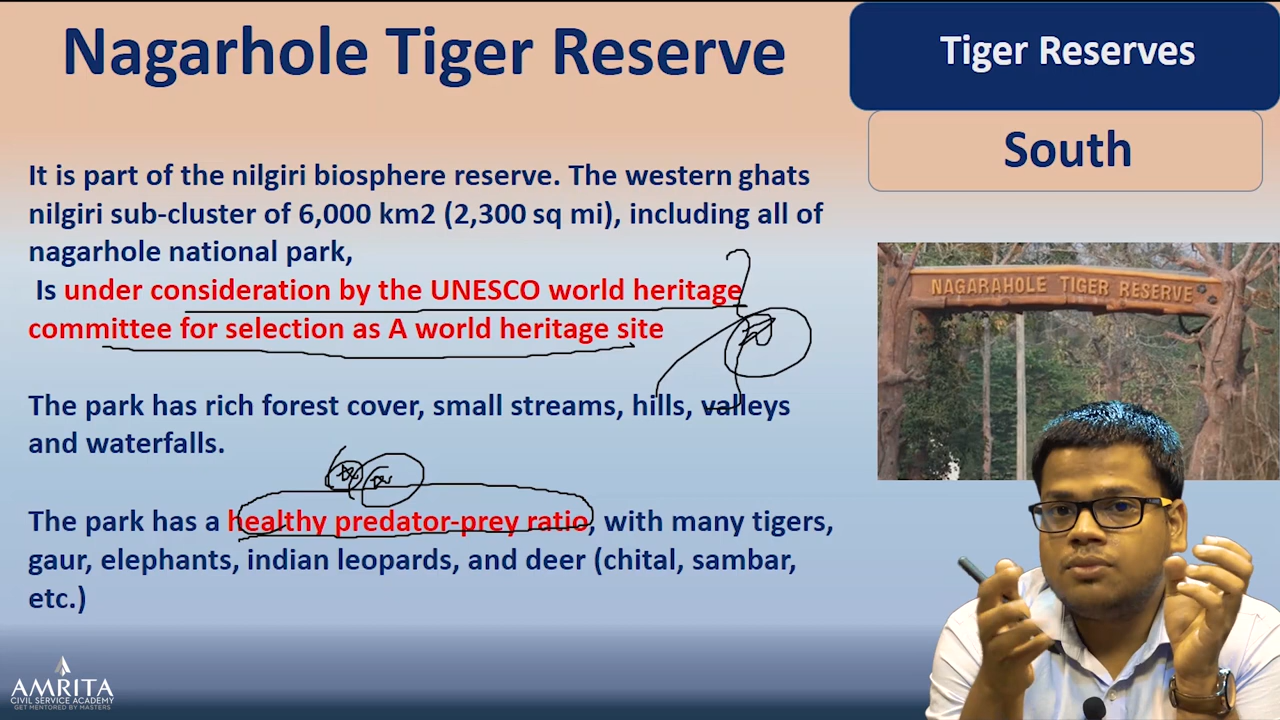 Nagarhole Tiger Reserve
Tiger Reserves
South
It is part of the nilgiri biosphere reserve. The western ghats
nilgiri sub-cluster of 6,000 km2 (2,300 sq mi), including all of
nagarhole national park,
Is under consideration by the UNESCO world heritage
committee for selection as A world heritage site
The park has rich forest cover, small streams, hills, valleys
and waterfalls.
The park has a healthy predator-prey ratio, with many tigers,
gaur, elephants, indian leopards, and deer (chital, sambar,
etc.)
NAGARAHOLE TIGER RESERVE
AMRITA
CIVIL SERVICE ACADEMY
GET MENTORED BY MASTERS